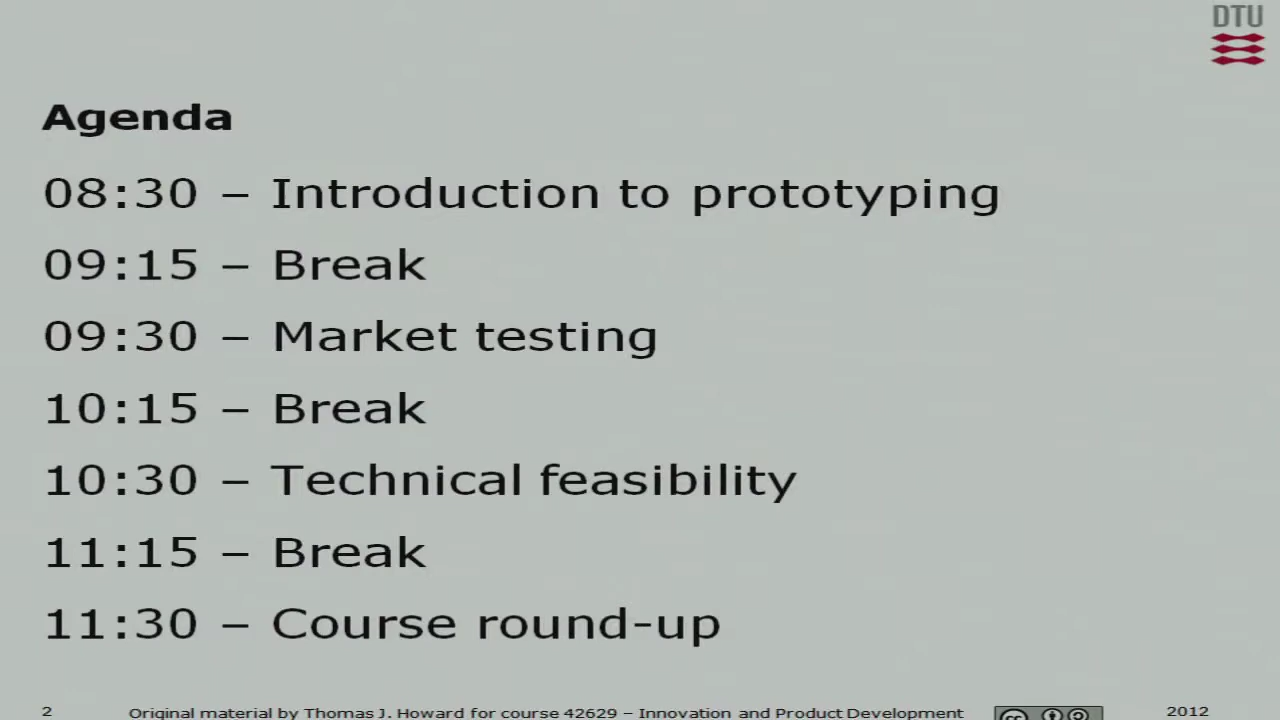 DTU
Agenda
08:30 – Introduction to prototyping
09:15 – Break
09:30 – Market testing
10:15 – Break
10:30 – Technical feasibility
11:15 – Break
11:30 – Course round-up
2 Original material by Thomas J. Howard for course 42629 – Innovation and Product Development cc 2012